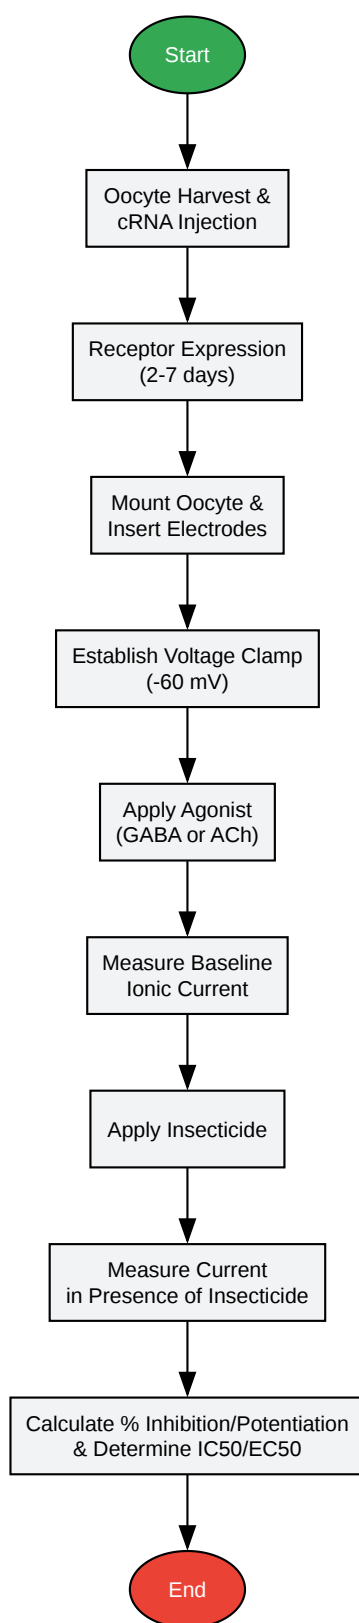 Start
Oocyte Harvest &
cRNA Injection
Receptor Expression
(2-7 days)
Mount Oocyte &
Insert Electrodes
Establish Voltage Clamp
(-60 mV)
Apply Agonist
(GABA or ACh)
Measure Baseline
Ionic Current
Apply Insecticide
Measure Current
in Presence of Insecticide
Calculate % Inhibition/Potentiation
& Determine IC50/EC50
End